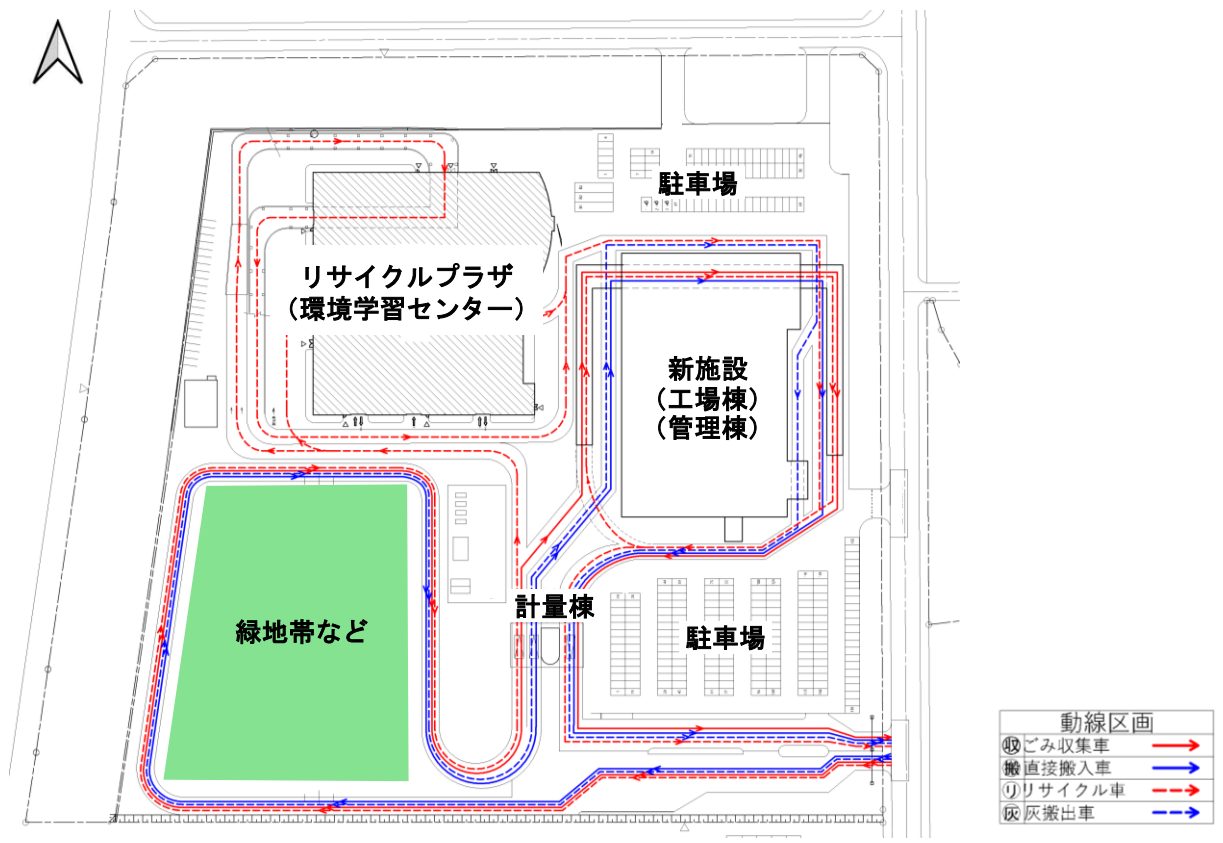 駐車場
リサイクルプラザ
（環境学習センター）
新施設
（工場棟）
（管理棟）
計量棟
緑地帯など
駐車場
動線区画
収 ごみ収集車
搬 直接搬入車
リ リサイクル車
灰 灰搬出車